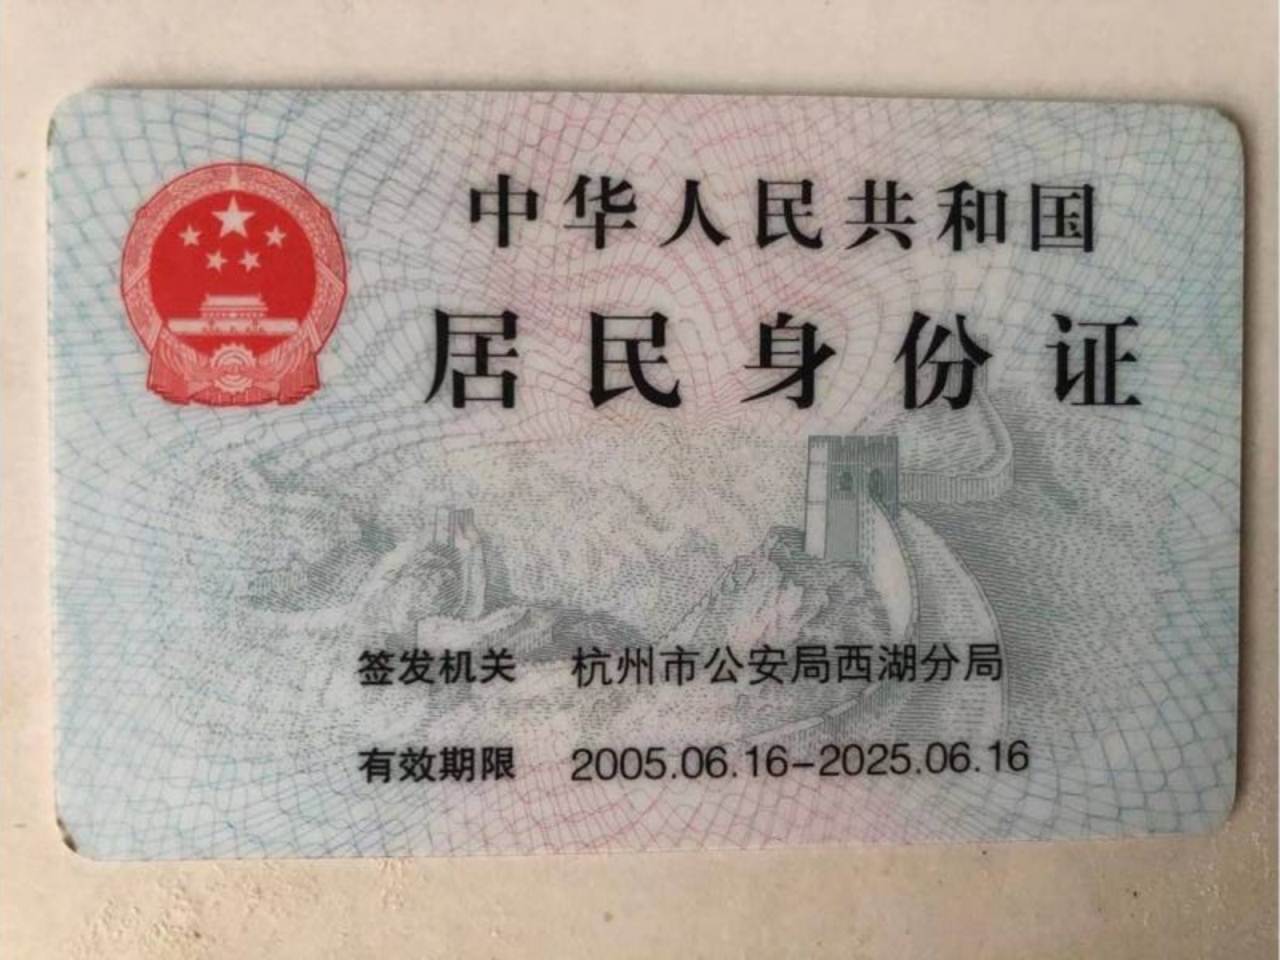 中华人民共和国
居民身份证
签发机关 杭州市公安局西湖分局
有效期限 2005.06.16-2025.06.16